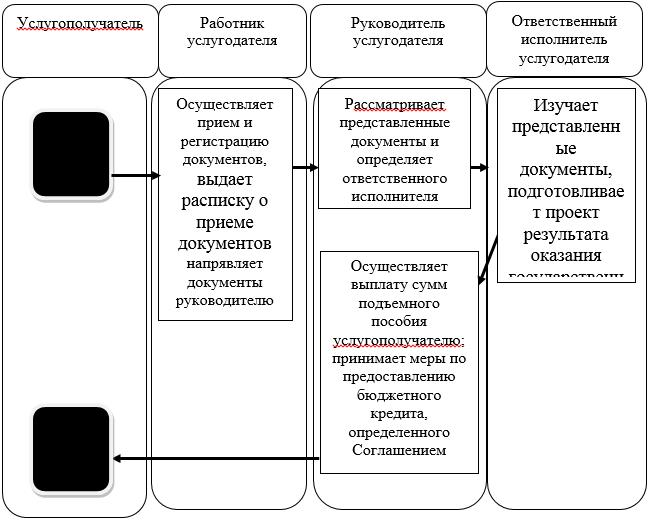 Услугополучатель
Работник
услугодателя
Руководитель
услугодателя
Ответственный
исполнитель
услугодателя
Осуществляет
прием и
регистрацию
документов,
выдает
расписку о
приеме
документов
напрявляет
документы
руководителю
Рассматривает
представленные
документы и
определяет
ответственного
исполнителя
Изучает
представленн
ые
документы,
подготовливае
т проект
результата
оказания
Осуществляет
выплату сумм
подъемного
пособия
услугополучателю:
принимает меры по
предоставлению
бюджетного
кредита,
определенного
Соглашением